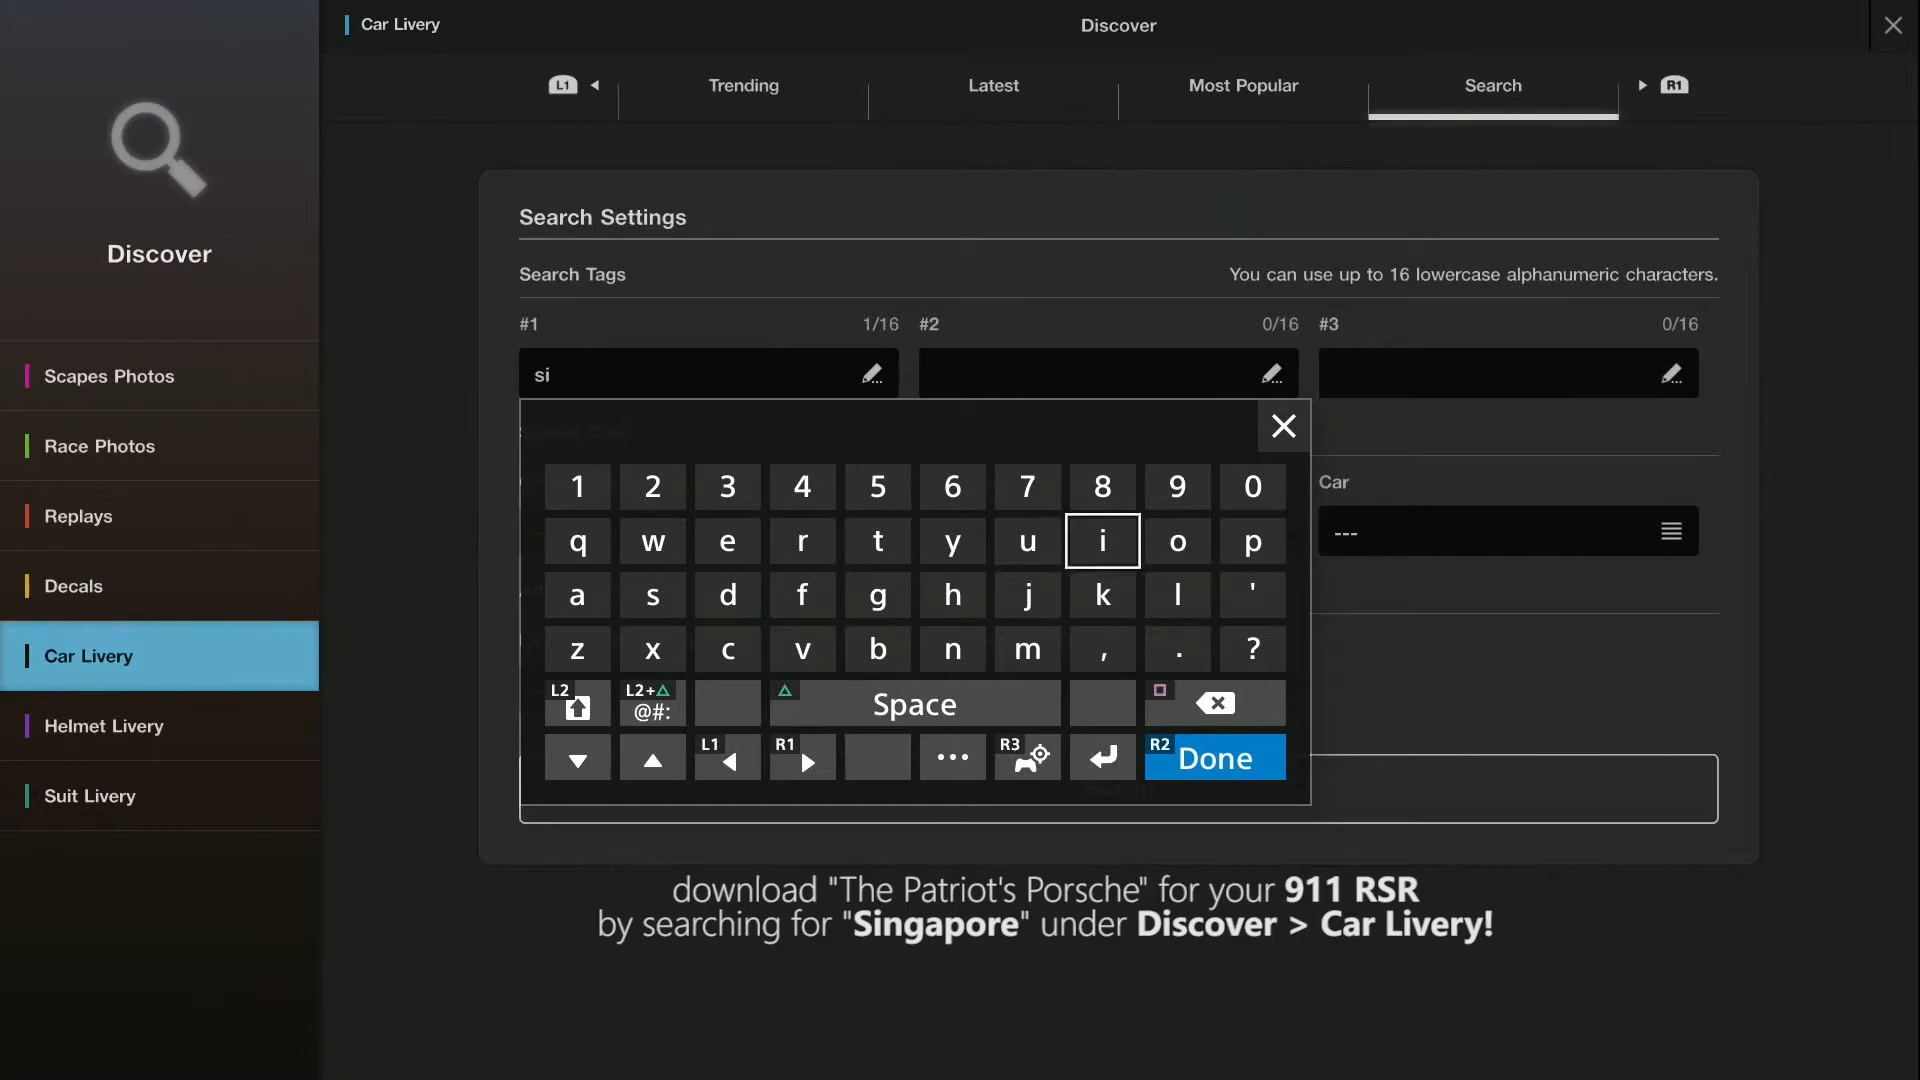 Car Livery
Discover
L1
Trending
Latest
Most Popular
Search
R1
Discover
Scapes Photos
Race Photos
Replays
Decals
Car Livery
Helmet Livery
Suit Livery
Search Settings
Search Tags
You can use up to 16 lowercase alphanumeric characters.
#1 1/16
#2 0/16
#3 0/16
si
Car
---
1 2 3 4 5 6 7 8 9 0
q w e r t y u i o p
a s d f g h j k l '
z x c v b n m , . ?
L2
L2+△ @#:
Space
L1
R1
...
R3
R2 Done
download "The Patriot's Porsche" for your 911 RSR
by searching for "Singapore" under Discover > Car Livery!